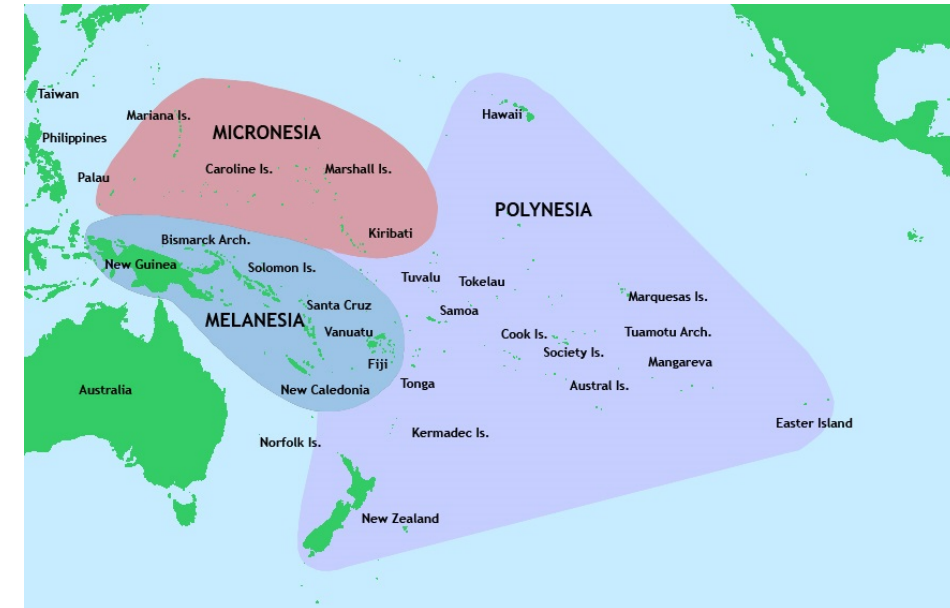 Taiwan
Hawaii
Mariana Is.
MICRONESIA
Philippines
Caroline Is.
Marshall Is.
Palau
POLYNESIA
Kiribati
Bismarck Arch.
New Guinea
Solomon Is.
Tuvalu
Tokelau
Marquesas Is.
Santa Cruz
Samoa
MELANESIA
Vanuatu
Cook Is.
Tuamotu Arch.
Society Is.
Fiji
Mangareva
Tonga
Austral Is.
Australia
New Caledonia
Easter Island
Kermadec Is.
Norfolk Is.
New Zealand